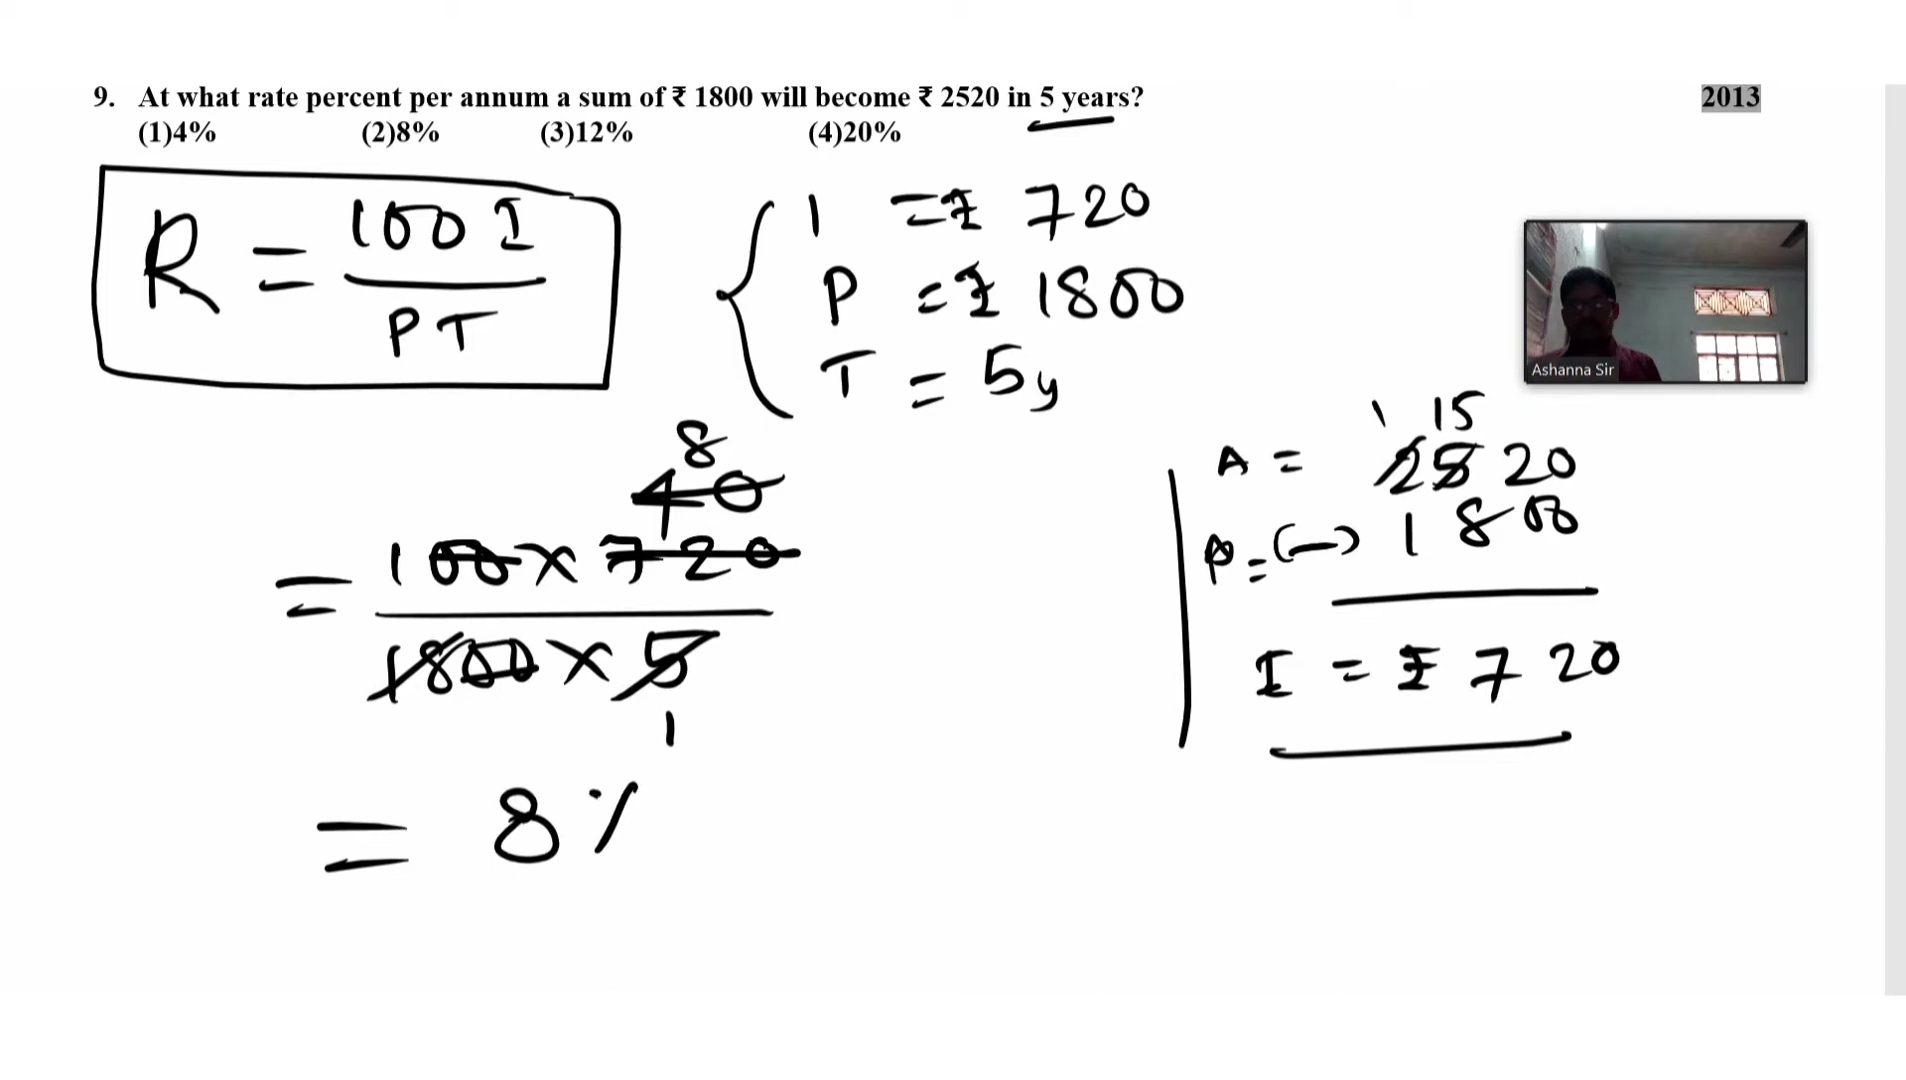 9. At what rate percent per annum a sum of ₹ 1800 will become ₹ 2520 in 5 years? 2013
(1)4% (2)8% (3)12% (4)20%
R = 100 I / PT
I = ₹ 720
P = ₹ 1800
T = 5y
Ashanna Sir
8
40
= 100 × 720 / 1800 × 5
1
= 8%
1 15
A = 2520
P = (−) 1800
I = ₹ 720